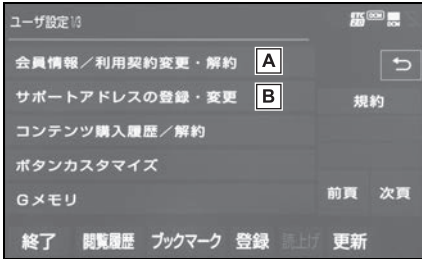 ユーザ設定1/3
会員情報／利用契約変更・解約 A
サポートアドレスの登録・変更 B
規約
コンテンツ購入履歴／解約
ボタンカスタマイズ
Gメモリ
前頁 次頁
終了 閲覧履歴 ブックマーク 登録 読上げ 更新